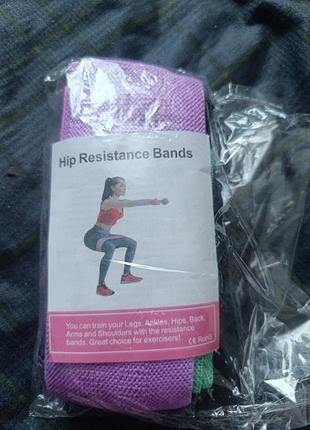 Hip Resistance Bands
You can train your Legs, Ankles, Hips, Back,
Arms and Shoulders with the resistance
bands. Great choice for exercisers!
CE RoHS